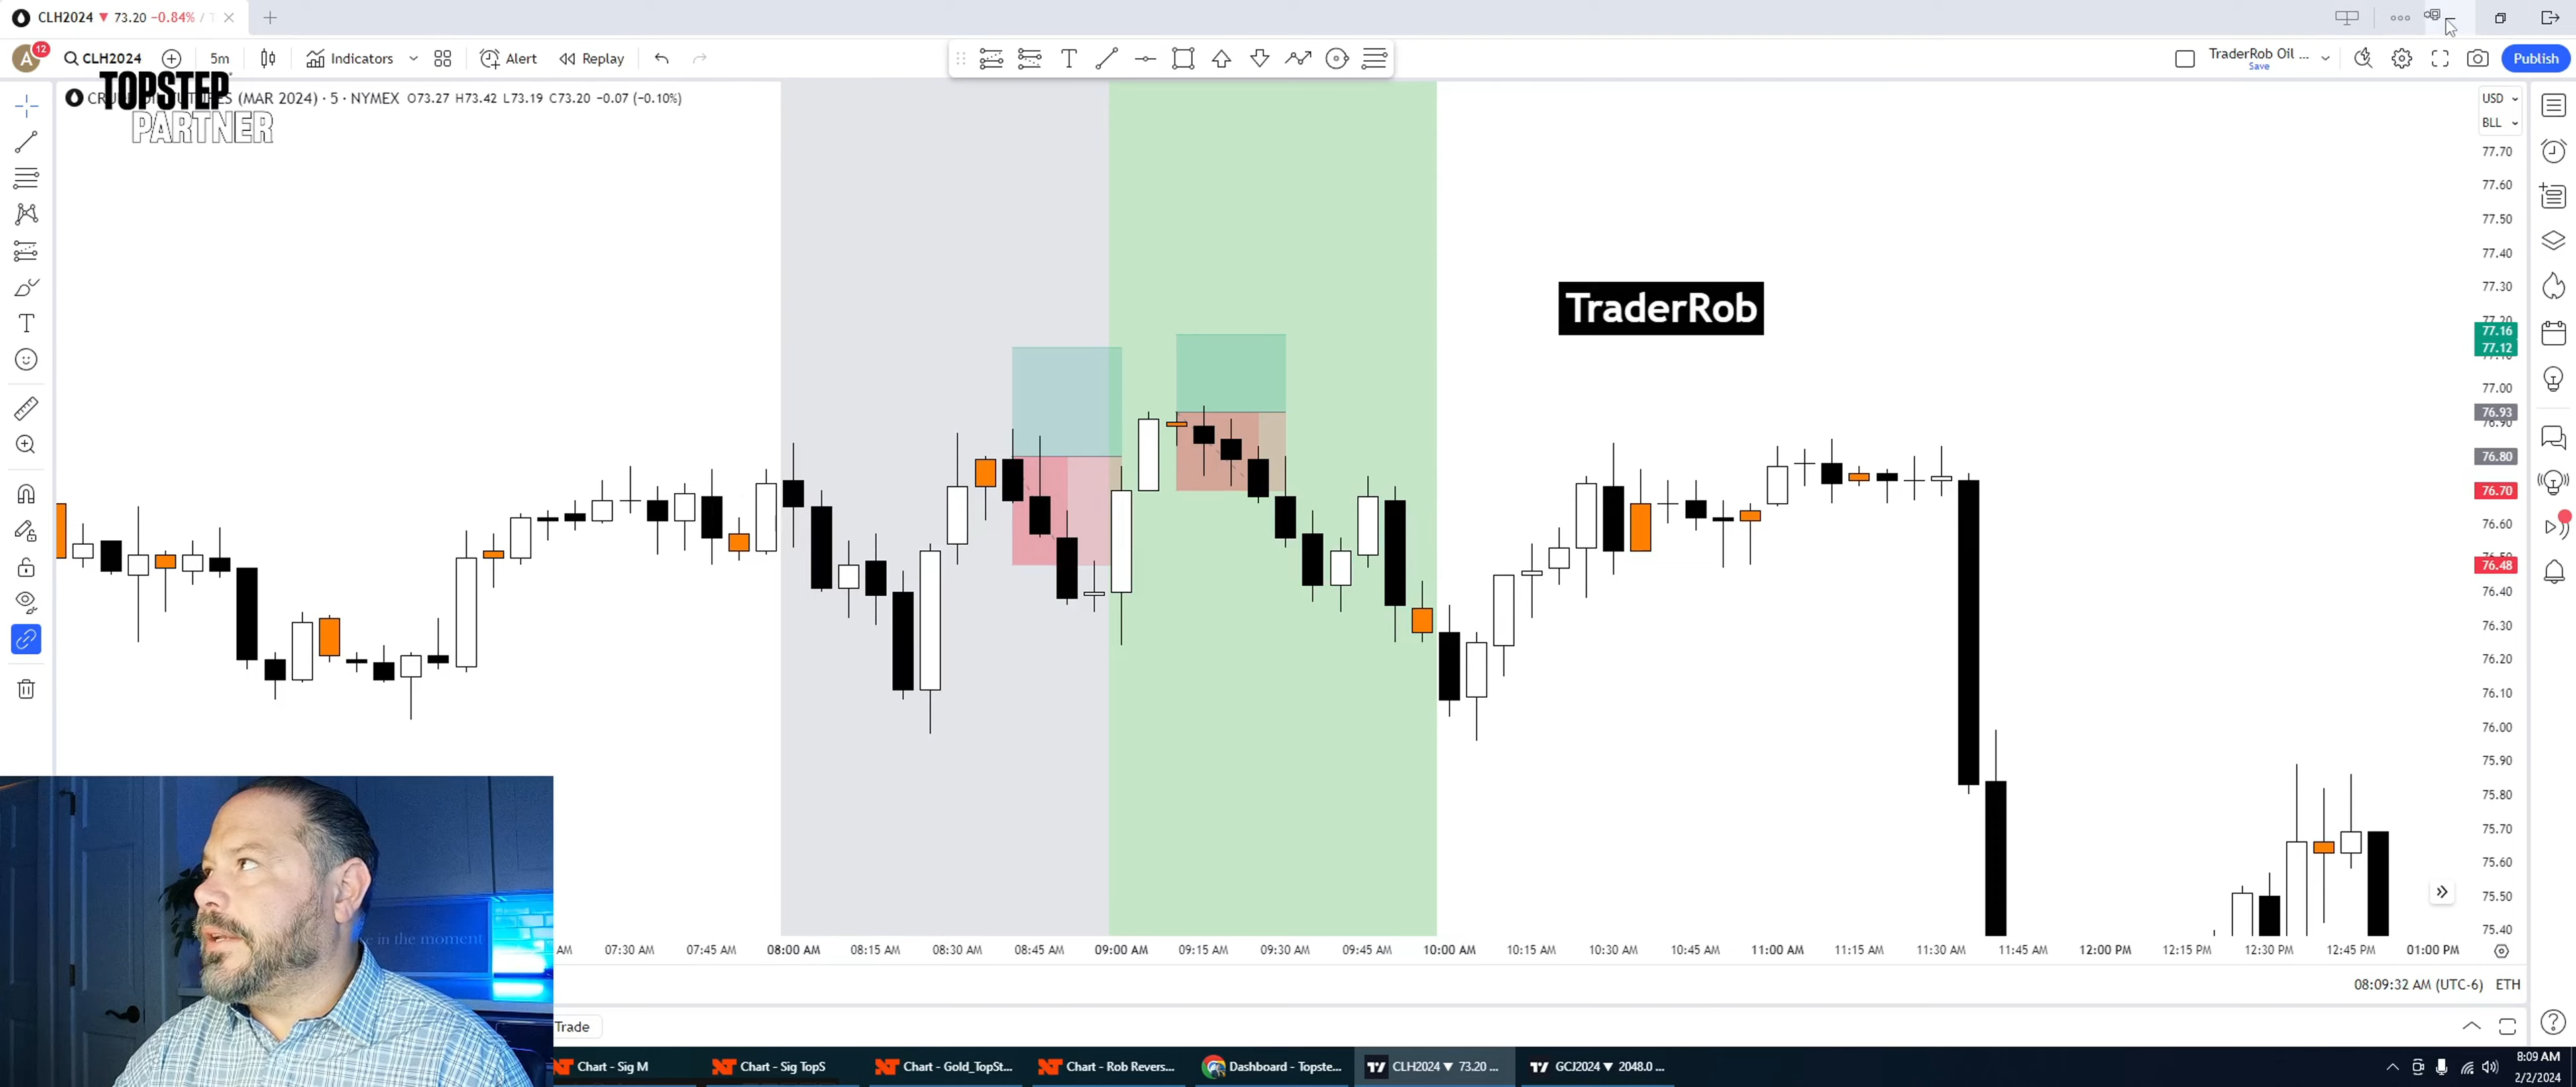 CLH2024 ▼ 73.20 -0.84% /
A 12 CLH2024 5m Indicators Alert Replay TraderRob Oil ... Save Publish
TOPSTEP
PARTNER
(MAR 2024) · 5 · NYMEX O73.27 H73.42 L73.19 C73.20 -0.07 (-0.10%)
USD
BLL
77.70
77.60
77.50
77.40
77.30
77.20
77.16
77.12
77.00
76.93
76.90
76.80
76.70
76.60
76.48
76.40
76.30
76.20
76.10
76.00
75.90
75.80
75.70
75.60
75.50
75.40
TraderRob
in the moment
AM 07:30 AM 07:45 AM 08:00 AM 08:15 AM 08:30 AM 08:45 AM 09:00 AM 09:15 AM 09:30 AM 09:45 AM 10:00 AM 10:15 AM 10:30 AM 10:45 AM 11:00 AM 11:15 AM 11:30 AM 11:45 AM 12:00 PM 12:15 PM 12:30 PM 12:45 PM 01:00 PM
08:09:32 AM (UTC-6) ETH
Trade
Chart - Sig M Chart - Sig TopS Chart - Gold_TopSt... Chart - Rob Revers... Dashboard - Topste... CLH2024 ▼ 73.20 ... GCJ2024 ▼ 2048.0 ...
8:09 AM
2/2/2024